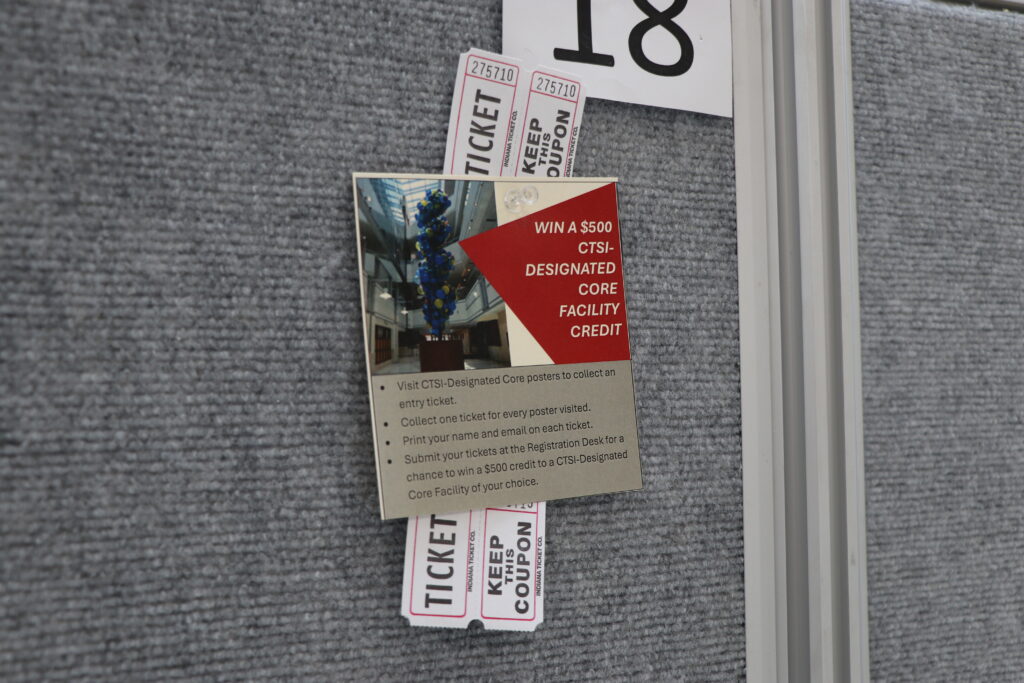 18
275710
TICKET
INDIANA TICKET CO.
275710
KEEP
THIS
COUPON
WIN A $500
CTSI-
DESIGNATED
CORE
FACILITY
CREDIT
• Visit CTSI-Designated Core posters to collect an
entry ticket.
• Collect one ticket for every poster visited.
• Print your name and email on each ticket.
• Submit your tickets at the Registration Desk for a
chance to win a $500 credit to a CTSI-Designated
Core Facility of your choice.
TICKET
INDIANA TICKET CO.
KEEP
THIS
COUPON
INDIANA TICKET CO.